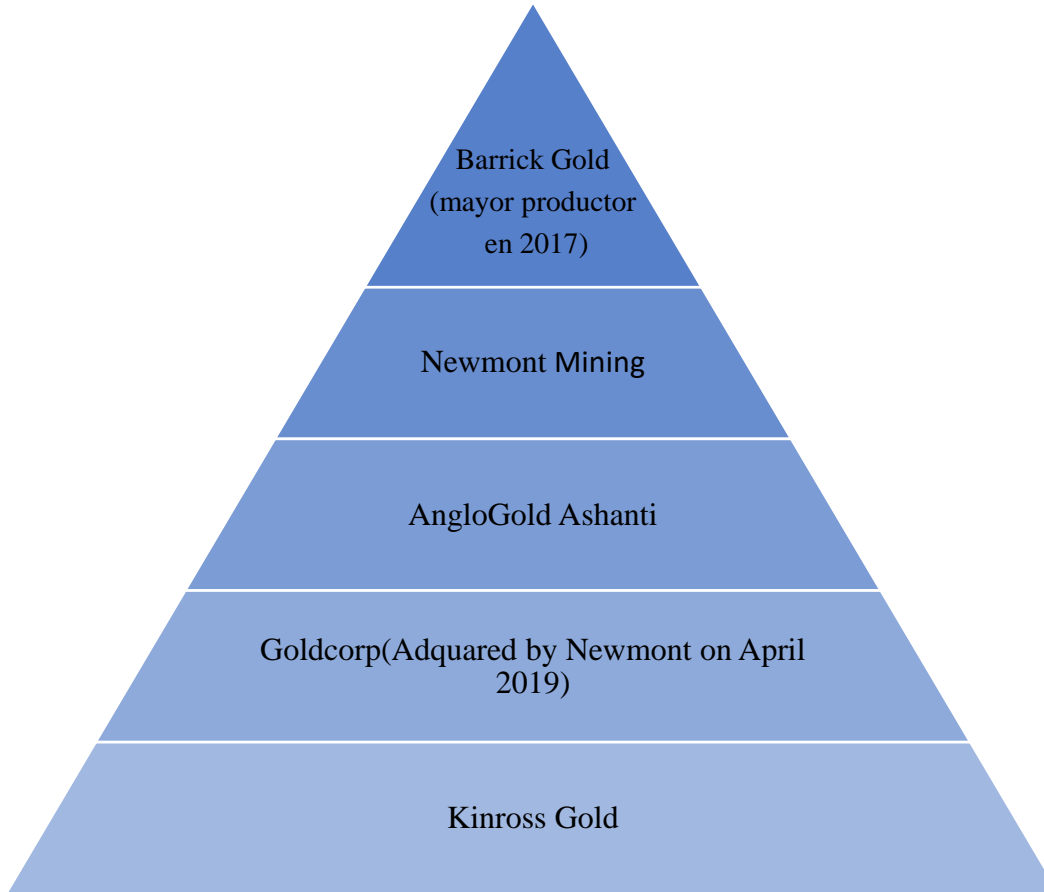 Barrick Gold
(mayor productor
en 2017)
Newmont Mining
AngloGold Ashanti
Goldcorp(Adquared by Newmont on April
2019)
Kinross Gold